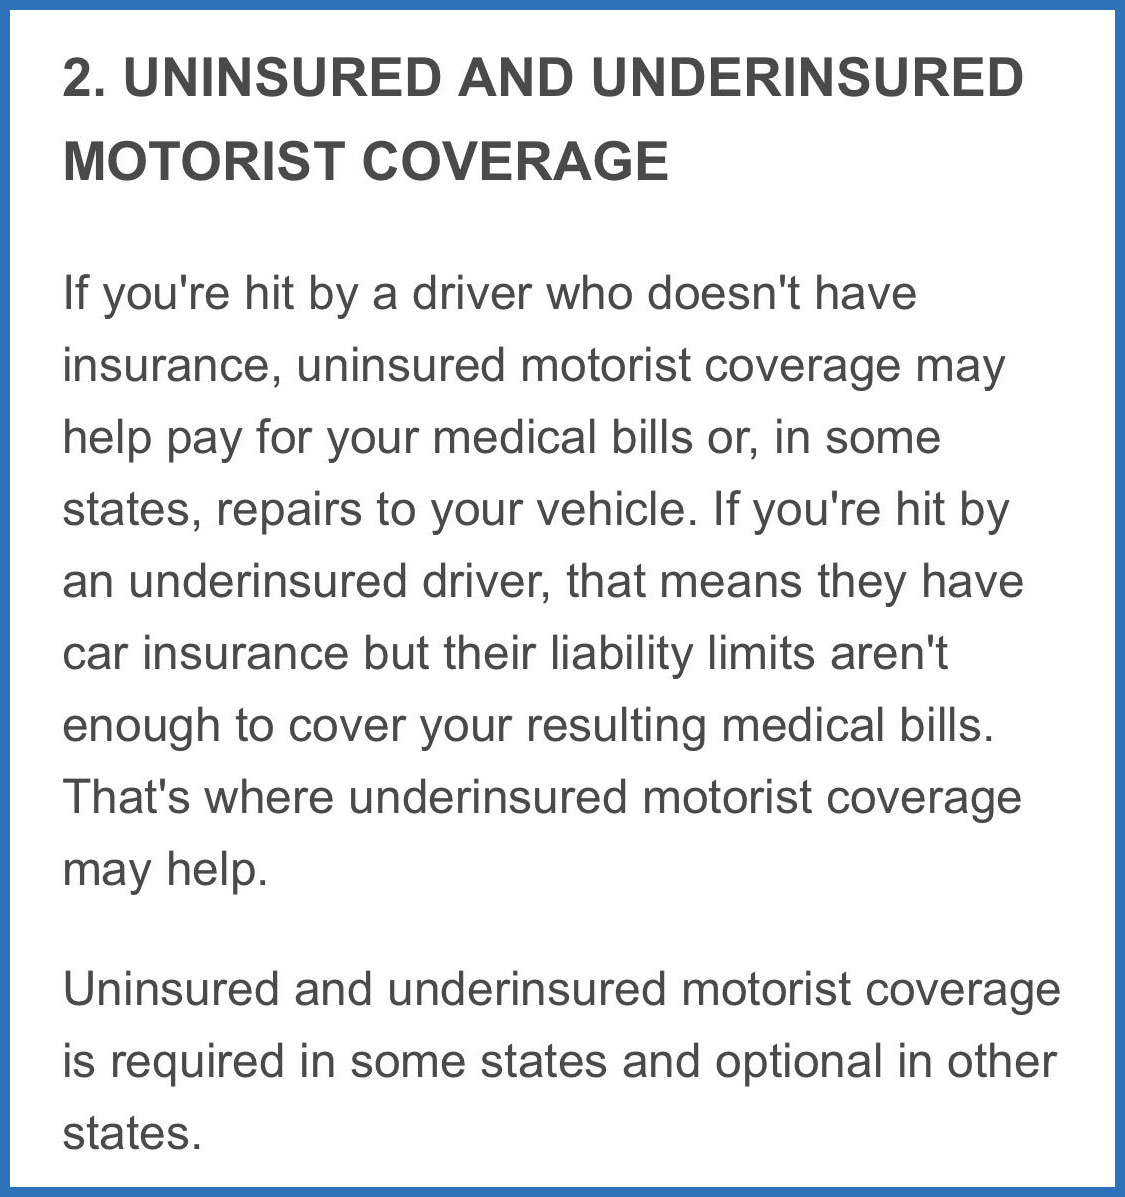 2. UNINSURED AND UNDERINSURED
MOTORIST COVERAGE
If you're hit by a driver who doesn't have
insurance, uninsured motorist coverage may
help pay for your medical bills or, in some
states, repairs to your vehicle. If you're hit by
an underinsured driver, that means they have
car insurance but their liability limits aren't
enough to cover your resulting medical bills.
That's where underinsured motorist coverage
may help.
Uninsured and underinsured motorist coverage
is required in some states and optional in other
states.